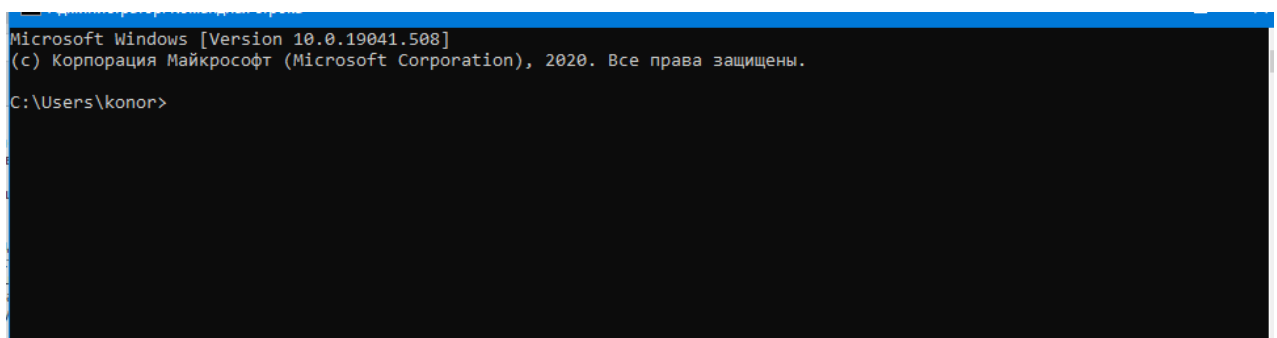 Microsoft Windows [Version 10.0.19041.508]
(c) Корпорация Майкрософт (Microsoft Corporation), 2020. Все права защищены.
C:\Users\konor>